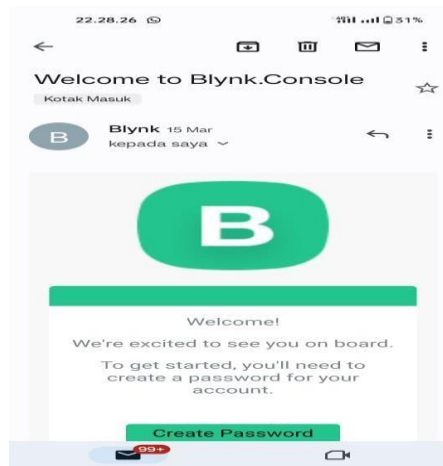 22.28.26
31%
Welcome to Blynk.Console
Kotak Masuk
B
Blynk 15 Mar
kepada saya
B
Welcome!
We're excited to see you on board.
To get started, you'll need to
create a password for your
account.
Create Password
99+